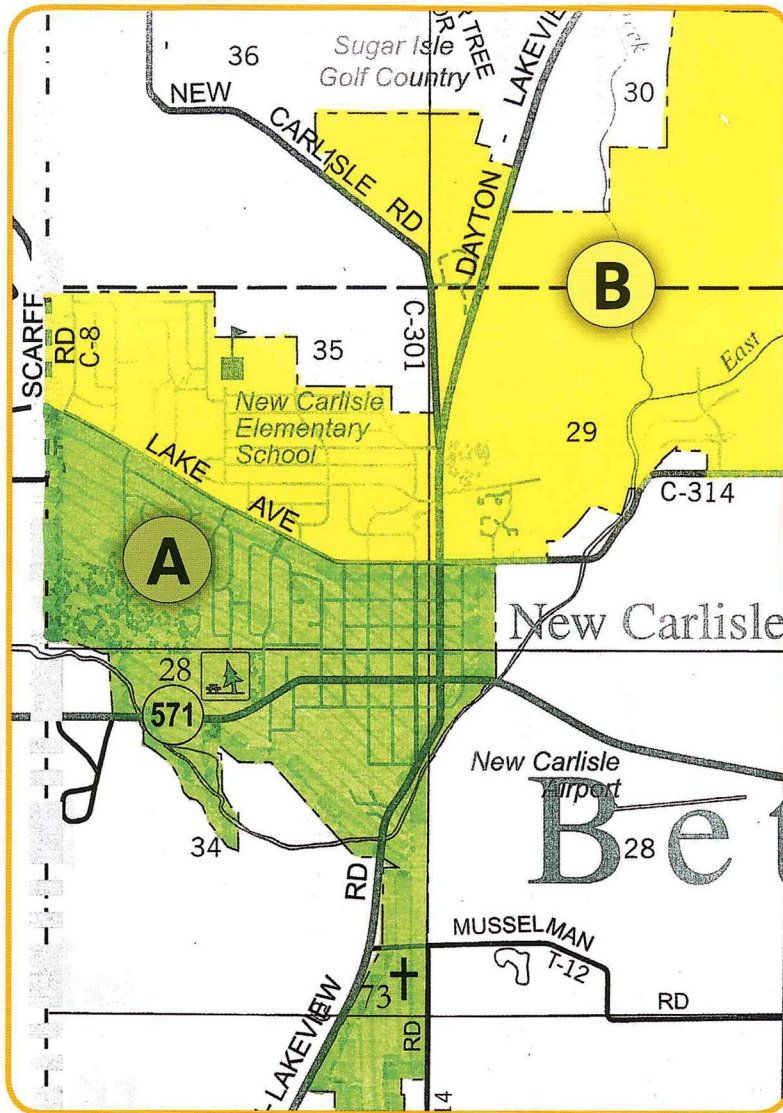 36
Sugar Isle
Golf Country
TREE
LAKEVIEW
30
NEW
CARLISLE
RD
DAYTON
B
SCARFF
RD
C-8
C-301
35
East
New Carlisle
Elementary
School
29
LAKE
AVE
C-314
A
New Carlisle
28
571
New Carlisle
Airport
Bet
28
34
RD
MUSSELMAN
T-12
73
RD
RD
LAKEVIEW
14